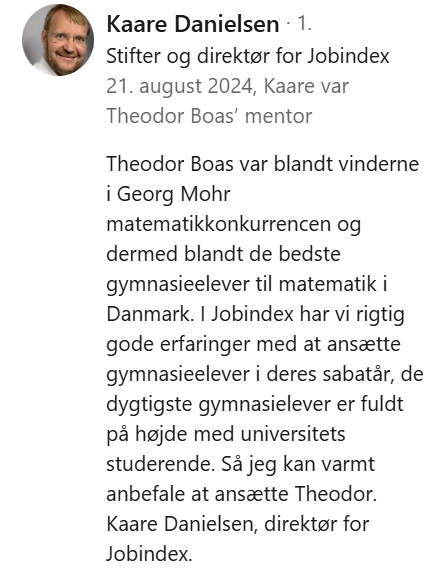 Kaare Danielsen · 1.
Stifter og direktør for Jobindex
21. august 2024, Kaare var
Theodor Boas’ mentor
Theodor Boas var blandt vinderne
i Georg Mohr
matematikkonkurrencen og
dermed blandt de bedste
gymnasieelever til matematik i
Danmark. I Jobindex har vi rigtig
gode erfaringer med at ansætte
gymnasieelever i deres sabatår, de
dygtigste gymnasielever er fuldt
på højde med universitets
studerende. Så jeg kan varmt
anbefale at ansætte Theodor.
Kaare Danielsen, direktør for
Jobindex.